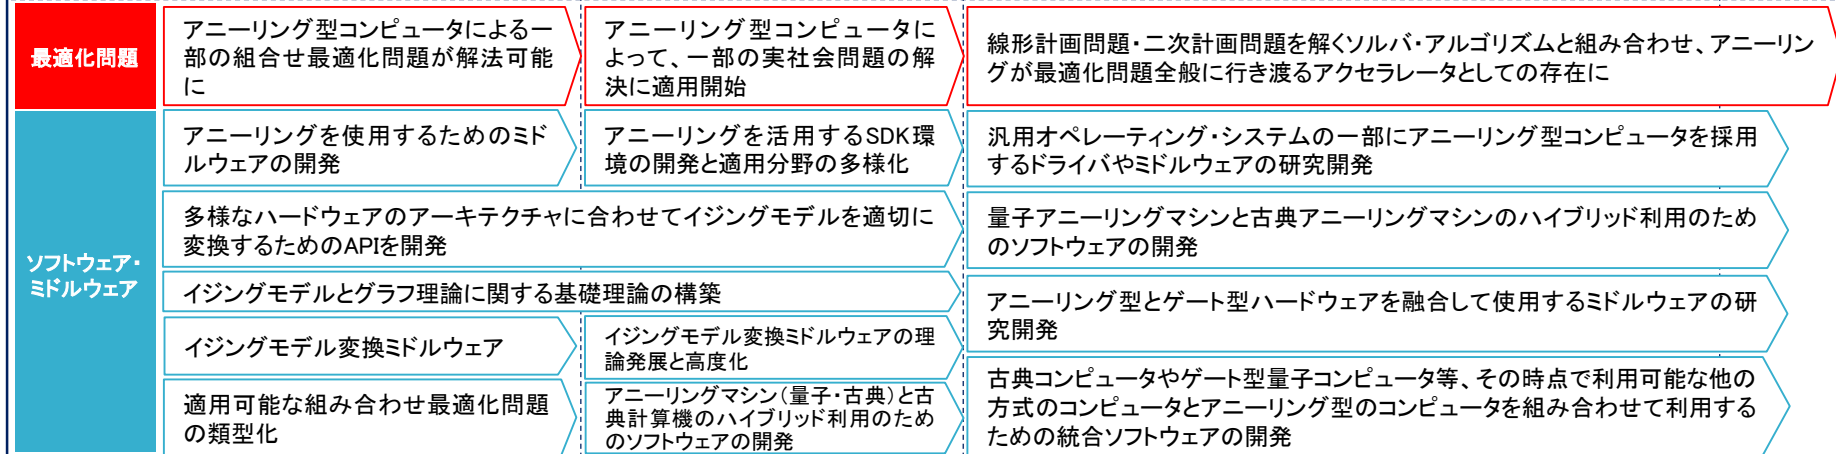 最適化問題
アニーリング型コンピュータによる一
部の組合せ最適化問題が解法可能
に
アニーリング型コンピュータに
よって、一部の実社会問題の解
決に適用開始
線形計画問題・二次計画問題を解くソルバ・アルゴリズムと組み合わせ、アニーリン
グが最適化問題全般に行き渡るアクセラレータとしての存在に
ソフトウェア・
ミドルウェア
アニーリングを使用するためのミド
ルウェアの開発
アニーリングを活用するSDK環
境の開発と適用分野の多様化
汎用オペレーティング・システムの一部にアニーリング型コンピュータを採用
するドライバやミドルウェアの研究開発
多様なハードウェアのアーキテクチャに合わせてイジングモデルを適切に
変換するためのAPIを開発
量子アニーリングマシンと古典アニーリングマシンのハイブリッド利用のため
のソフトウェアの開発
イジングモデルとグラフ理論に関する基礎理論の構築
アニーリング型とゲート型ハードウェアを融合して使用するミドルウェアの研
究開発
イジングモデル変換ミドルウェア
イジングモデル変換ミドルウェアの理
論発展と高度化
適用可能な組み合わせ最適化問題
の類型化
アニーリングマシン（量子・古典）と古
典計算機のハイブリッド利用のため
のソフトウェアの開発
古典コンピュータやゲート型量子コンピュータ等、その時点で利用可能な他の
方式のコンピュータとアニーリング型のコンピュータを組み合わせて利用する
ための統合ソフトウェアの開発